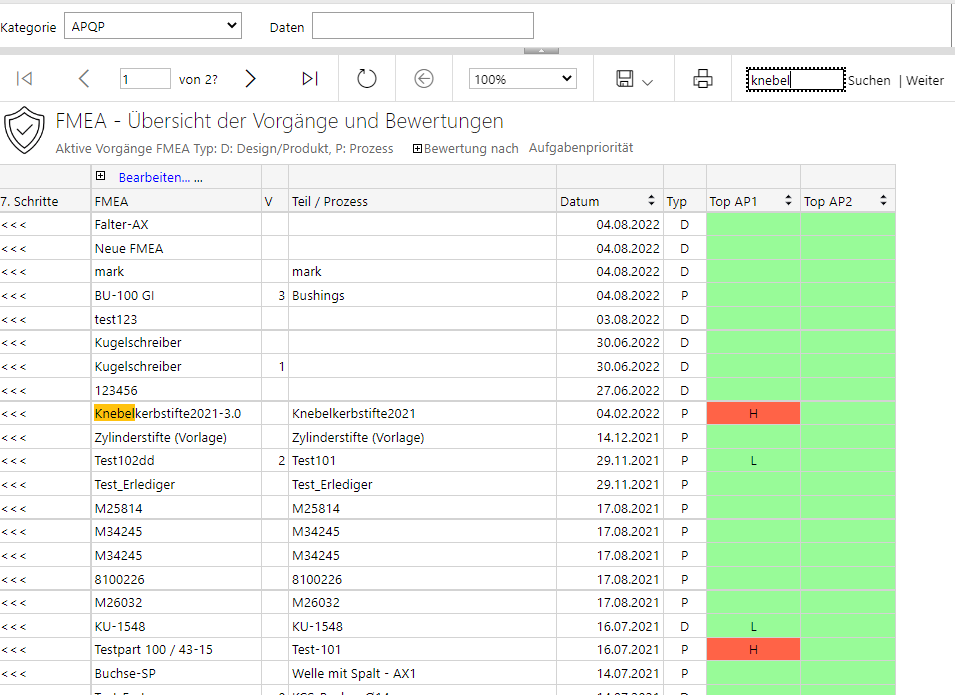 Kategorie APQP Daten
1 von 2? 100% knebel Suchen | Weiter
FMEA - Übersicht der Vorgänge und Bewertungen
Aktive Vorgänge FMEA Typ: D: Design/Produkt, P: Prozess Bewertung nach Aufgabenpriorität
Bearbeiten... ...
7. Schritte FMEA V Teil / Prozess Datum Typ Top AP1 Top AP2
<<< Falter-AX 04.08.2022 D
<<< Neue FMEA 04.08.2022 D
<<< mark mark 04.08.2022 D
<<< BU-100 GI 3 Bushings 04.08.2022 P
<<< test123 03.08.2022 D
<<< Kugelschreiber 30.06.2022 D
<<< Kugelschreiber 1 30.06.2022 D
<<< 123456 27.06.2022 D
<<< Knebelkerbstifte2021-3.0 Knebelkerbstifte2021 04.02.2022 P H
<<< Zylinderstifte (Vorlage) Zylinderstifte (Vorlage) 14.12.2021 P
<<< Test102dd 2 Test101 29.11.2021 P L
<<< Test_Erlediger Test_Erlediger 29.11.2021 P
<<< M25814 M25814 17.08.2021 P
<<< M34245 M34245 17.08.2021 P
<<< M34245 M34245 17.08.2021 P
<<< 8100226 8100226 17.08.2021 P
<<< M26032 M26032 17.08.2021 P
<<< KU-1548 KU-1548 16.07.2021 D L
<<< Testpart 100 / 43-15 Test-101 16.07.2021 P H
<<< Buchse-SP Welle mit Spalt - AX1 14.07.2021 P